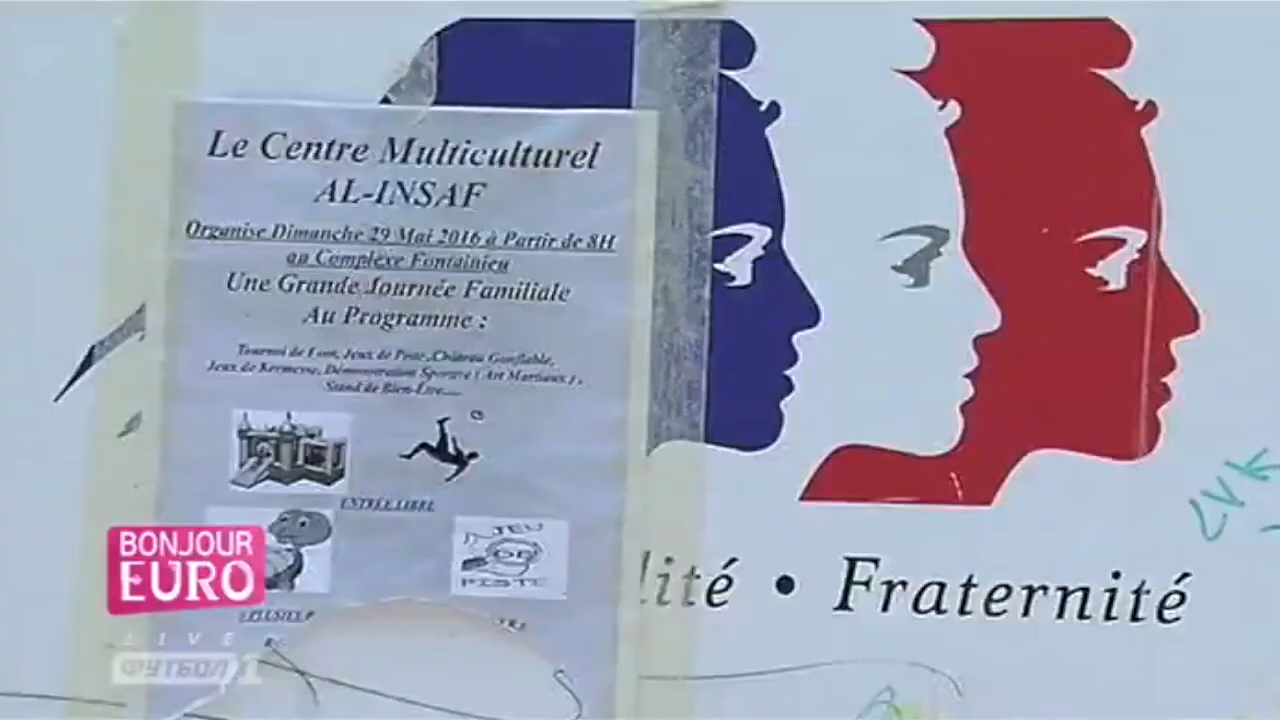 Le Centre Multiculturel
AL-INSAF
Organise Dimanche 29 Mai 2016 à Partir de 8H
au Complèxe Fontainieu
Une Grande Journée Familiale
Au Programme :
Tournoi de Foot, Jeux de Piste, Château Gonflable,
Jeux de Kermesse, Démonstration Sportive ( Art Martiaux ) ,
Stand de Bien-Être.....
ENTRÉE LIBRE
JEU
DE
PISTE
lité • Fraternité
LVK
BONJOUR
EURO
LIVE
ФУТБОЛ 1